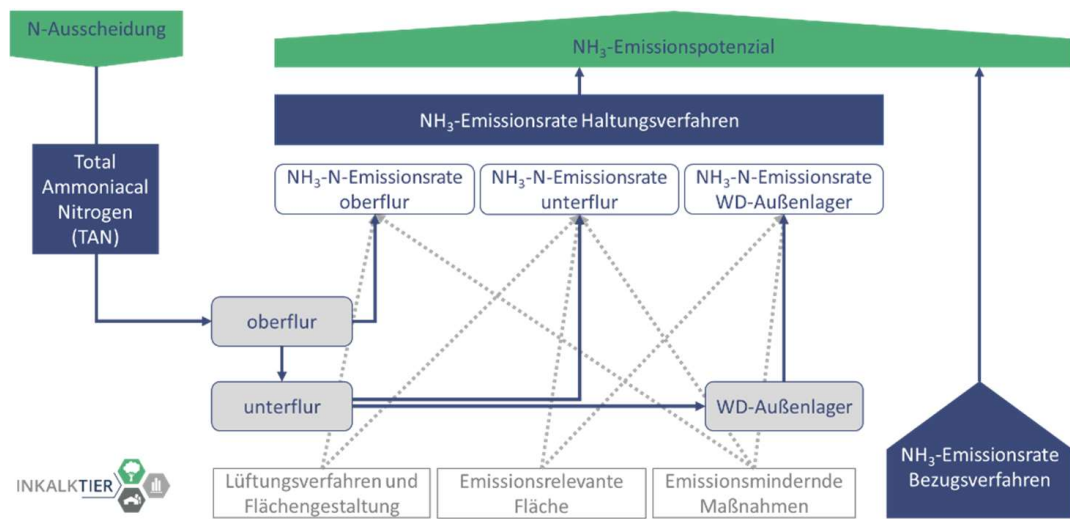 N-Ausscheidung
NH₃-Emissionspotenzial
NH₃-Emissionsrate Haltungsverfahren
Total
Ammoniacal
Nitrogen
(TAN)
NH₃-N-Emissionsrate
oberflur
NH₃-N-Emissionsrate
unterflur
NH₃-N-Emissionsrate
WD-Außenlager
oberflur
unterflur
WD-Außenlager
NH₃-Emissionsrate
Bezugsverfahren
Lüftungsverfahren und
Flächengestaltung
Emissionsrelevante
Fläche
Emissionsmindernde
Maßnahmen
INKALKTIER